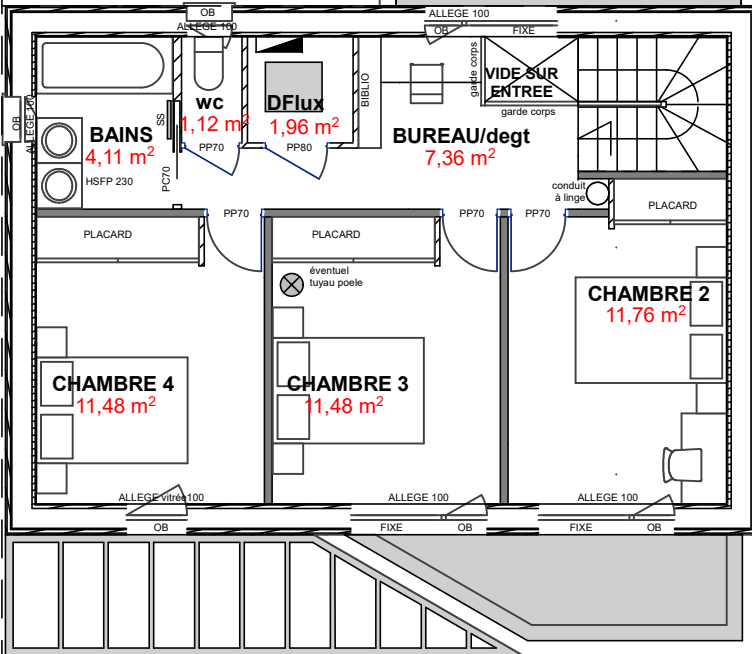 OB
ALLEGE 100
ALLEGE 100
OB
FIXE
OB
ALLEGE 100
BAINS
4,11 m²
HSFP 230
SS
PC70
WC
1,12 m²
PP70
DFlux
1,96 m²
PP80
BIBLIO
BUREAU/degt
7,36 m²
garde corps
VIDE SUR
ENTREE
garde corps
conduit
à linge
PLACARD
PLACARD
PP70
PLACARD
PP70
PP70
éventuel
tuyau poele
CHAMBRE 4
11,48 m²
CHAMBRE 3
11,48 m²
CHAMBRE 2
11,76 m²
ALLEGE vitrée100
OB
ALLEGE 100
FIXE
OB
ALLEGE 100
FIXE
OB